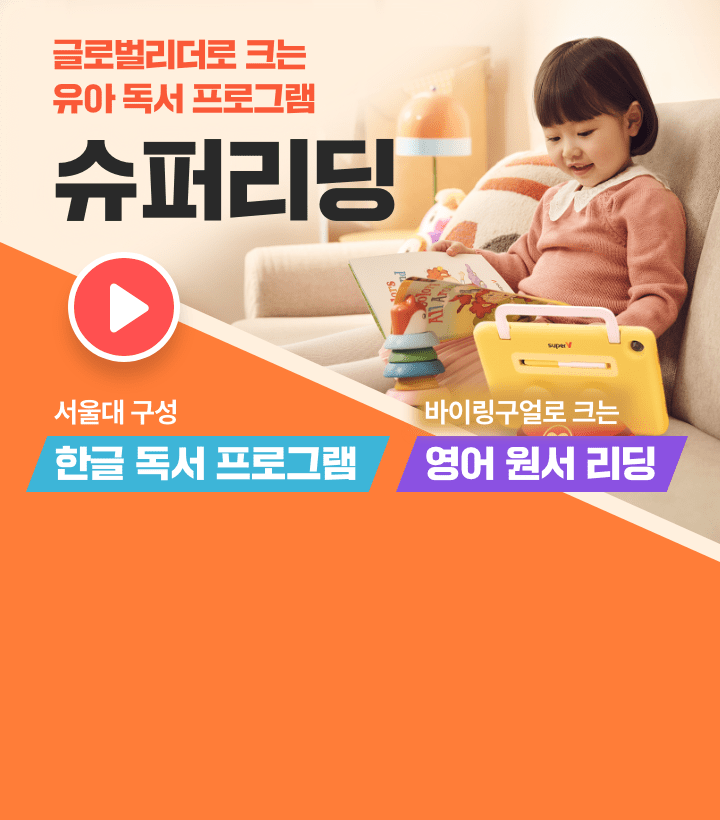 글로벌리더로 크는
유아 독서 프로그램
슈퍼리딩
super V
서울대 구성
한글 독서 프로그램
바이링구얼로 크는
영어 원서 리딩